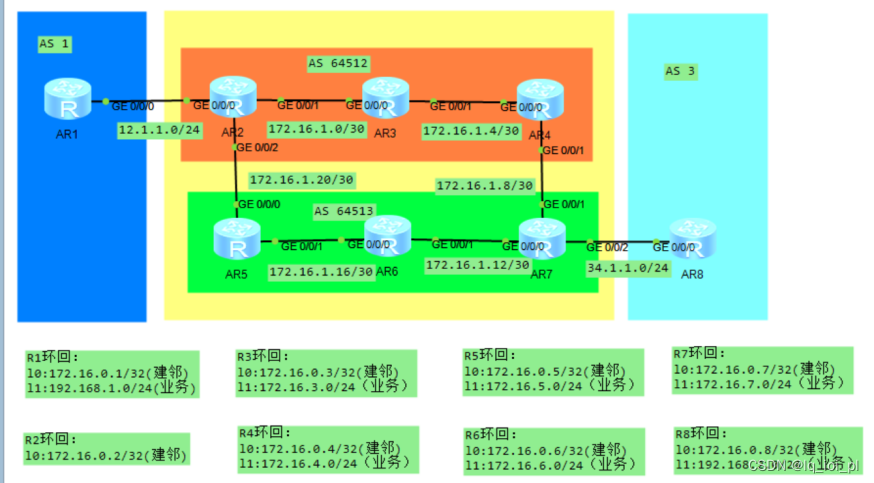 AS 1
AS 64512
AS 3
GE 0/0/0
GE 0/0/0
GE 0/0/1
GE 0/0/0
GE 0/0/1
GE 0/0/0
AR1
12.1.1.0/24
AR2
172.16.1.0/30
AR3
172.16.1.4/30
AR4
GE 0/0/2
GE 0/0/1
172.16.1.20/30
172.16.1.8/30
GE 0/0/0
AS 64513
GE 0/0/1
GE 0/0/1
GE 0/0/0
GE 0/0/1
GE 0/0/0
GE 0/0/2
GE 0/0/0
AR5
172.16.1.16/30
AR6
172.16.1.12/30
AR7
34.1.1.0/24
AR8
R1环回:
l0:172.16.0.1/32(建邻)
l1:192.168.1.0/24(业务)
R3环回:
l0:172.16.0.3/32(建邻)
l1:172.16.3.0/24（业务）
R5环回:
l0:172.16.0.5/32(建邻)
l1:172.16.5.0/24（业务）
R7环回:
l0:172.16.0.7/32(建邻)
l1:172.16.7.0/24（业务）
R2环回:
l0:172.16.0.2/32(建邻)
R4环回:
l0:172.16.0.4/32(建邻)
l1:172.16.4.0/24（业务）
R6环回:
l0:172.16.0.6/32(建邻)
l1:172.16.6.0/24（业务）
R8环回:
l0:172.16.0.8/32(建邻)
l1:192.168
CSDN @lq_tou_pl